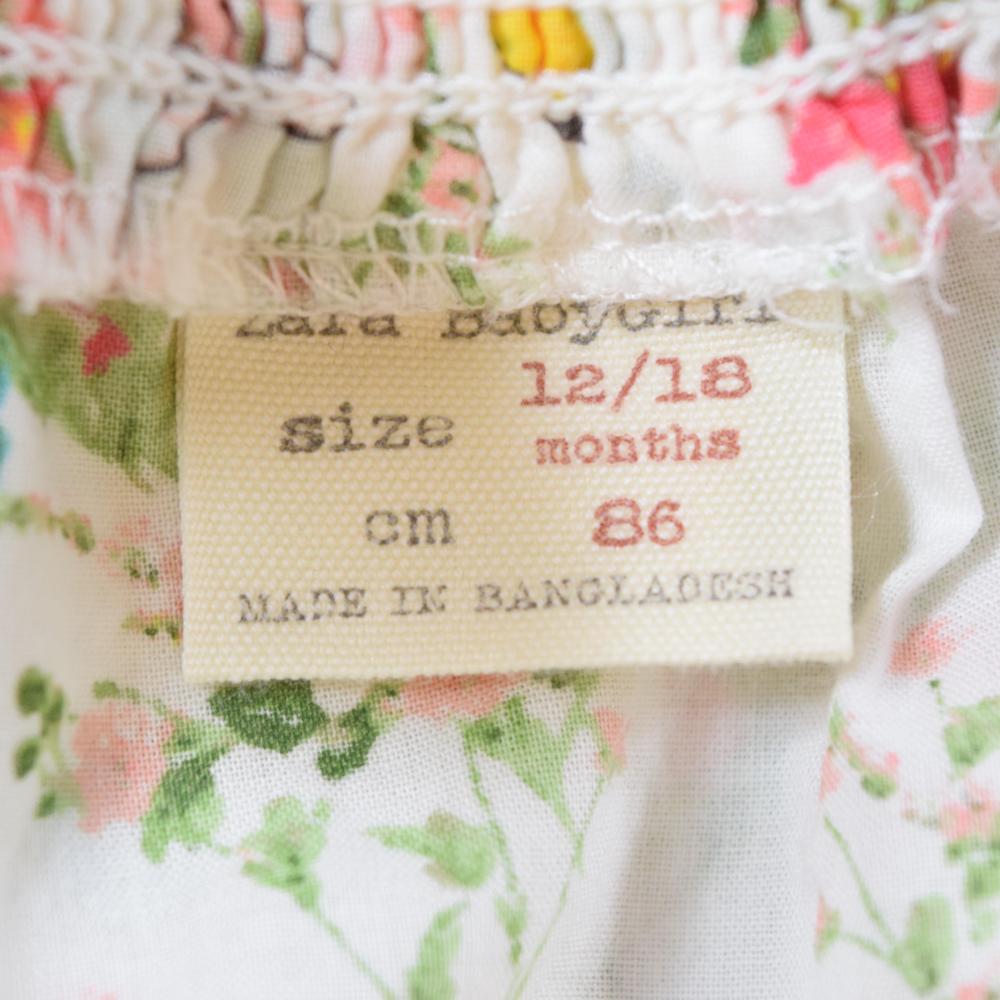 Zara BabyGirl
12/18
size
months
cm 86
MADE IN BANGLADESH